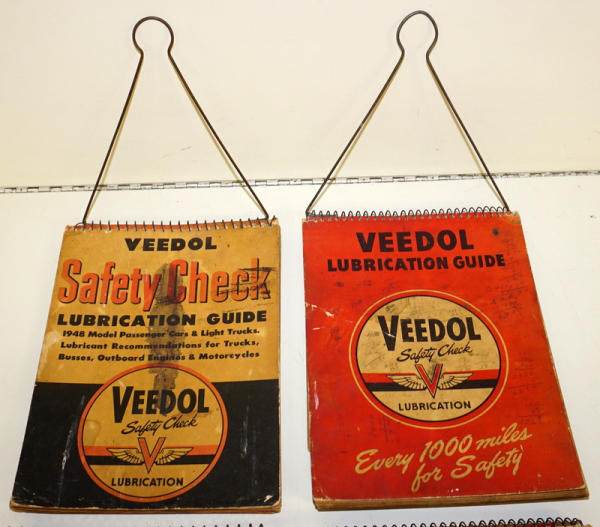 VEEDOL
Safety Check
LUBRICATION GUIDE
1948 Model Passenger Cars & Light Trucks.
Lubricant Recommendations for Trucks,
Busses, Outboard Engines & Motorcycles
VEEDOL
Safety Check
V
LUBRICATION
VEEDOL
LUBRICATION GUIDE
VEEDOL
Safety Check
V
LUBRICATION
Every 1000 miles
for Safety